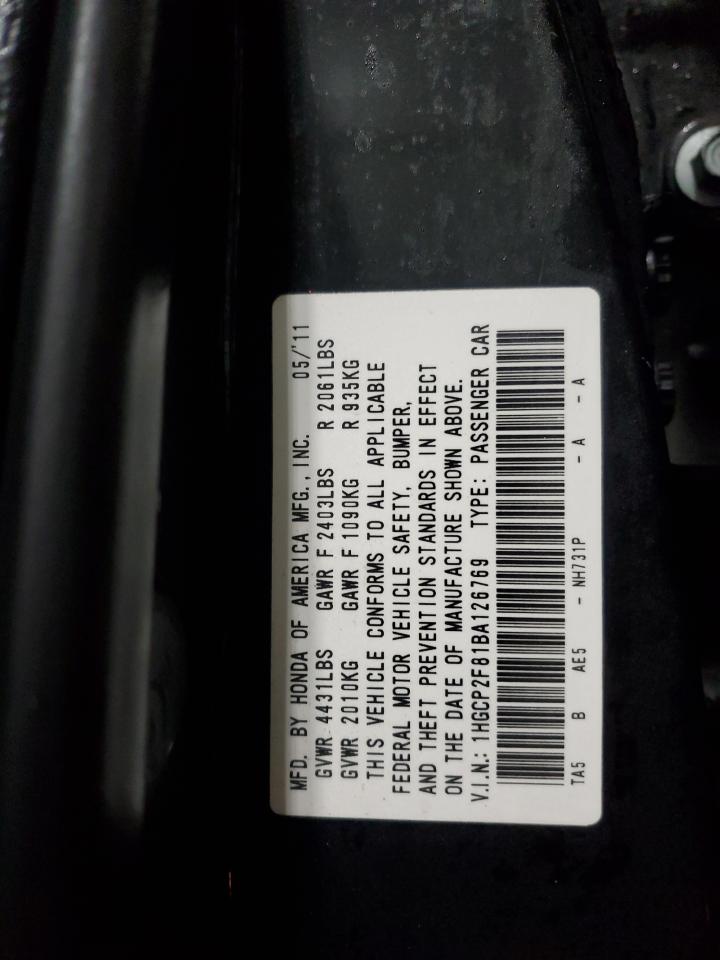 MFD. BY HONDA OF AMERICA MFG., INC. 05/'11
GVWR 4431LBS GAWR F 2403LBS R 2061LBS
GVWR 2010KG GAWR F 1090KG R 935KG
THIS VEHICLE CONFORMS TO ALL APPLICABLE
FEDERAL MOTOR VEHICLE SAFETY, BUMPER,
AND THEFT PREVENTION STANDARDS IN EFFECT
ON THE DATE OF MANUFACTURE SHOWN ABOVE.
V.I.N.: 1HGCP2F81BA126769 TYPE: PASSENGER CAR
TA5 B AE5 - NH731P - A - A